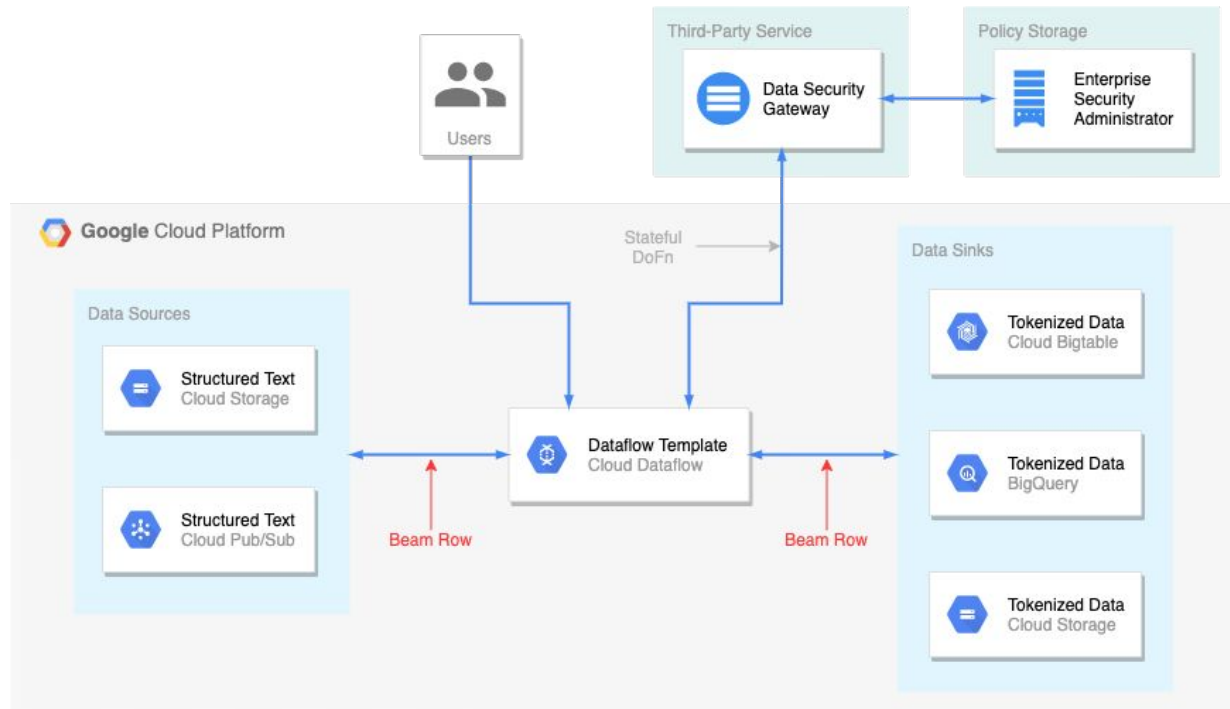 Third-Party Service
Data Security
Gateway
Policy Storage
Enterprise
Security
Administrator
Users
Google Cloud Platform
Stateful
DoFn
Data Sources
Structured Text
Cloud Storage
Structured Text
Cloud Pub/Sub
Beam Row
Dataflow Template
Cloud Dataflow
Beam Row
Data Sinks
Tokenized Data
Cloud Bigtable
Tokenized Data
BigQuery
Tokenized Data
Cloud Storage